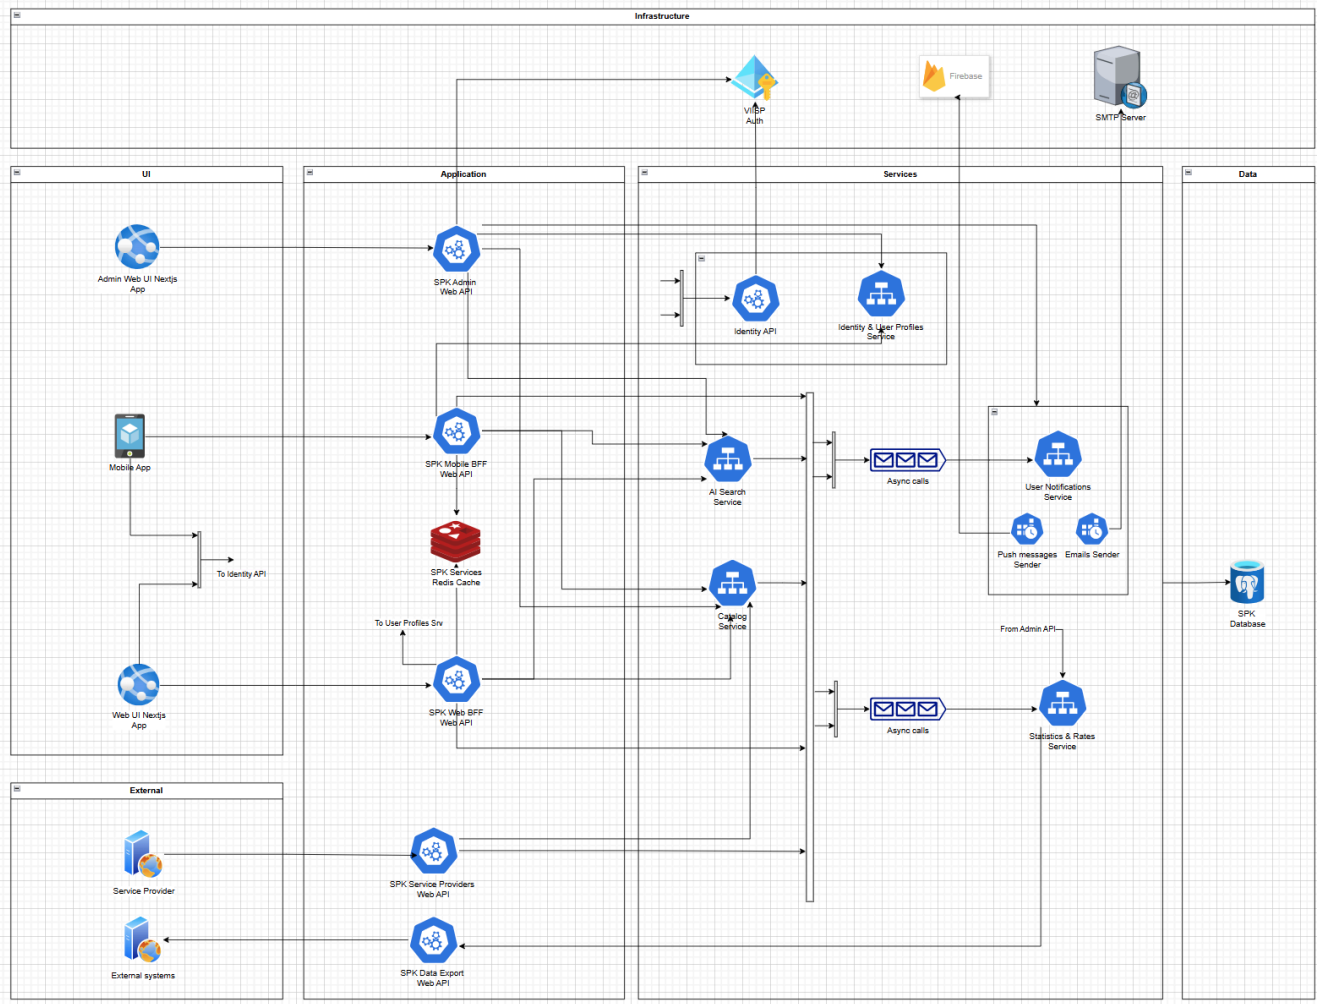 Infrastructure
Firebase
VIISP
Auth
SMTP Server
UI
Application
Services
Data
Admin Web UI Nextjs
App
SPK Admin
Web API
Identity API
Identity & User Profiles
Service
Mobile App
SPK Mobile BFF
Web API
AI Search
Service
Async calls
User Notifications
Service
Push messages
Sender
Emails Sender
SPK Services
Redis Cache
To Identity API
Catalog
Service
SPK
Database
To User Profiles Srv
From Admin API
Web UI Nextjs
App
SPK Web BFF
Web API
Async calls
Statistics & Rates
Service
External
Service Provider
SPK Service Providers
Web API
External systems
SPK Data Export
Web API